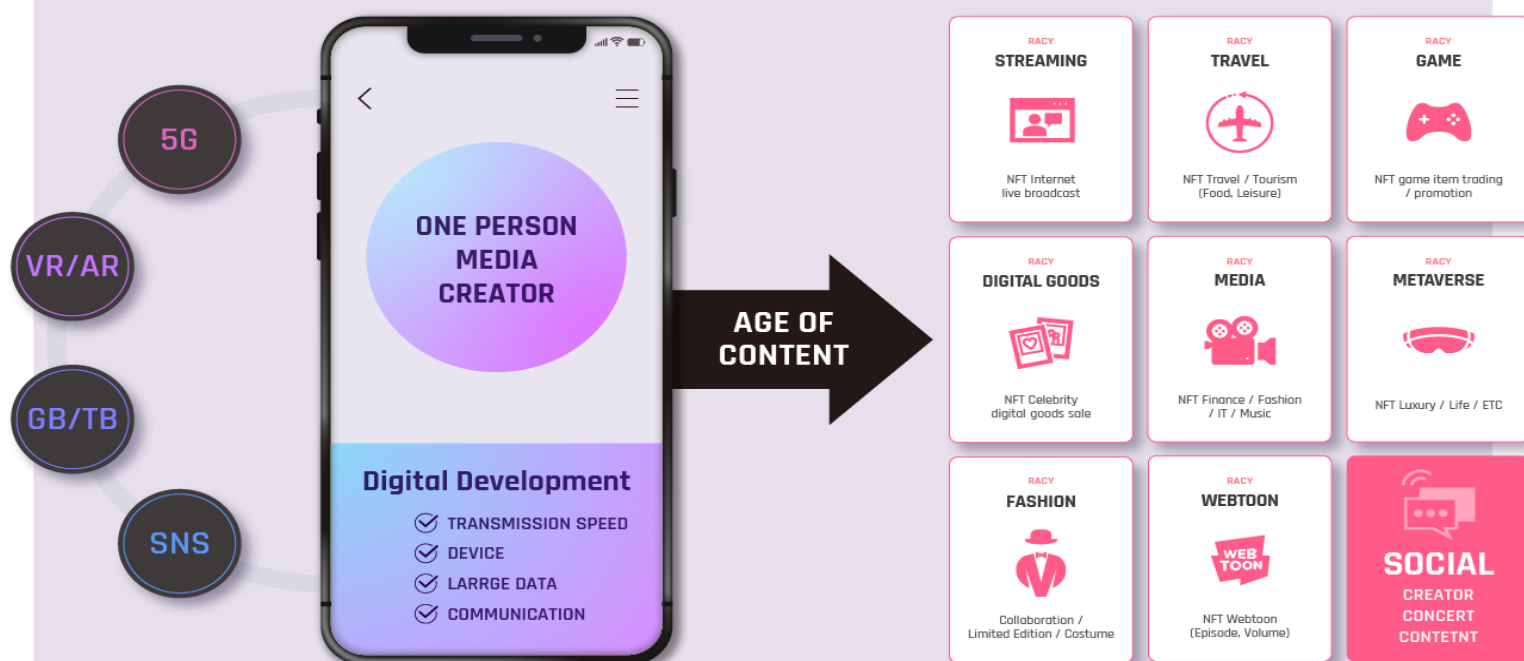 5G
VR/AR
GB/TB
SNS
ONE PERSON
MEDIA
CREATOR
Digital Development
TRANSMISSION SPEED
DEVICE
LARRGE DATA
COMMUNICATION
AGE OF
CONTENT
RACY
STREAMING
NFT Internet
live broadcast
RACY
TRAVEL
NFT Travel / Tourism
(Food, Leisure)
RACY
GAME
NFT game item trading
/ promotion
RACY
DIGITAL GOODS
NFT Celebrity
digital goods sale
RACY
MEDIA
NFT Finance / Fashion
/ IT / Music
RACY
METAVERSE
NFT Luxury / Life / ETC
RACY
FASHION
Collaboration /
Limited Edition / Costume
RACY
WEBTOON
WEB
TOON
NFT Webtoon
(Episode, Volume)
SOCIAL
CREATOR
CONCERT
CONTETNT